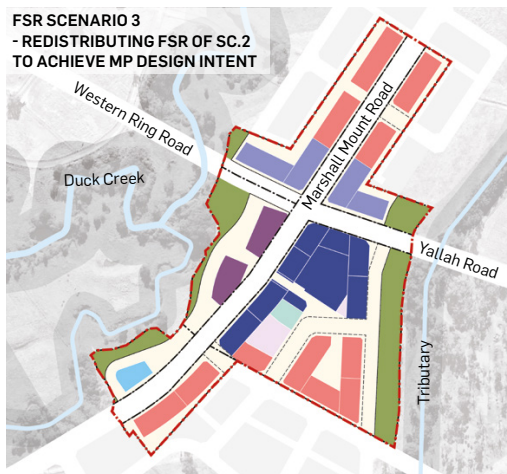 FSR SCENARIO 3
- REDISTRIBUTING FSR OF SC.2
TO ACHIEVE MP DESIGN INTENT
Western Ring Road
Marshall Mount Road
Duck Creek
Yallah Road
Tributary